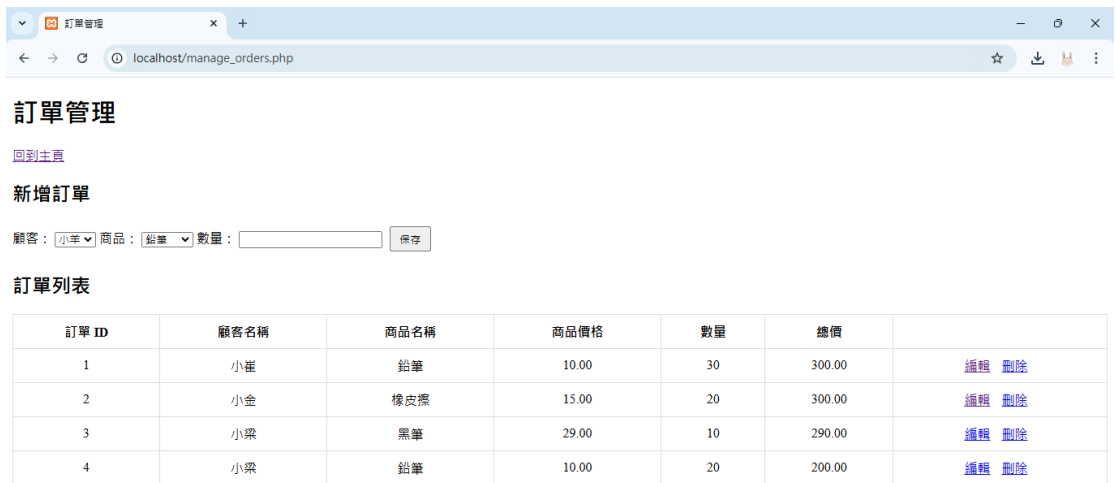 訂單管理
localhost/manage_orders.php
訂單管理
回到主頁
新增訂單
顧客： 小羊 商品： 鉛筆 數量： 保存
訂單列表
訂單 ID 顧客名稱 商品名稱 商品價格 數量 總價
1 小崔 鉛筆 10.00 30 300.00 編輯 刪除
2 小金 橡皮擦 15.00 20 300.00 編輯 刪除
3 小梁 黑筆 29.00 10 290.00 編輯 刪除
4 小梁 鉛筆 10.00 20 200.00 編輯 刪除